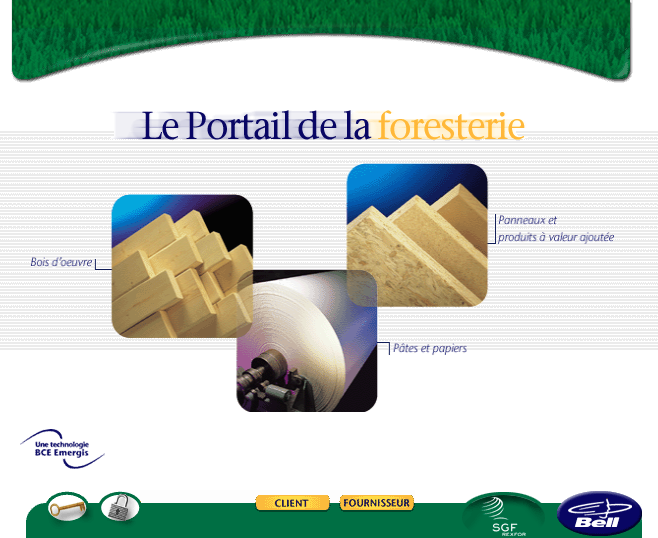 Le Portail de la foresterie
Panneaux et
produits à valeur ajoutée
Bois d'oeuvre
Pâtes et papiers
Une technologie
BCE Emergis
CLIENT
FOURNISSEUR
SGF
REXFOR
Bell